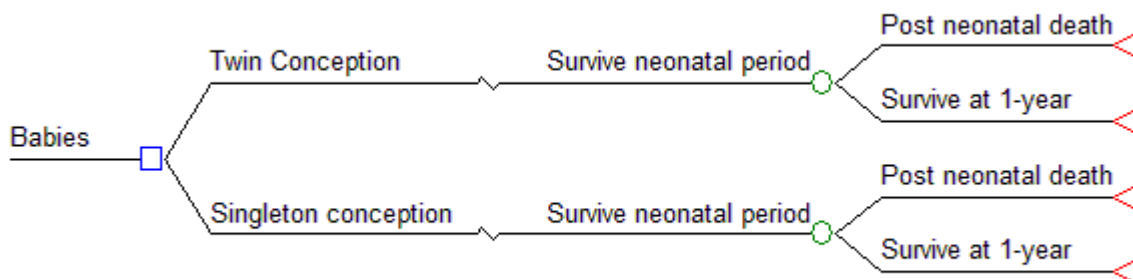 Post neonatal death
Twin Conception
Survive neonatal period
Survive at 1-year
Babies
Post neonatal death
Singleton conception
Survive neonatal period
Survive at 1-year